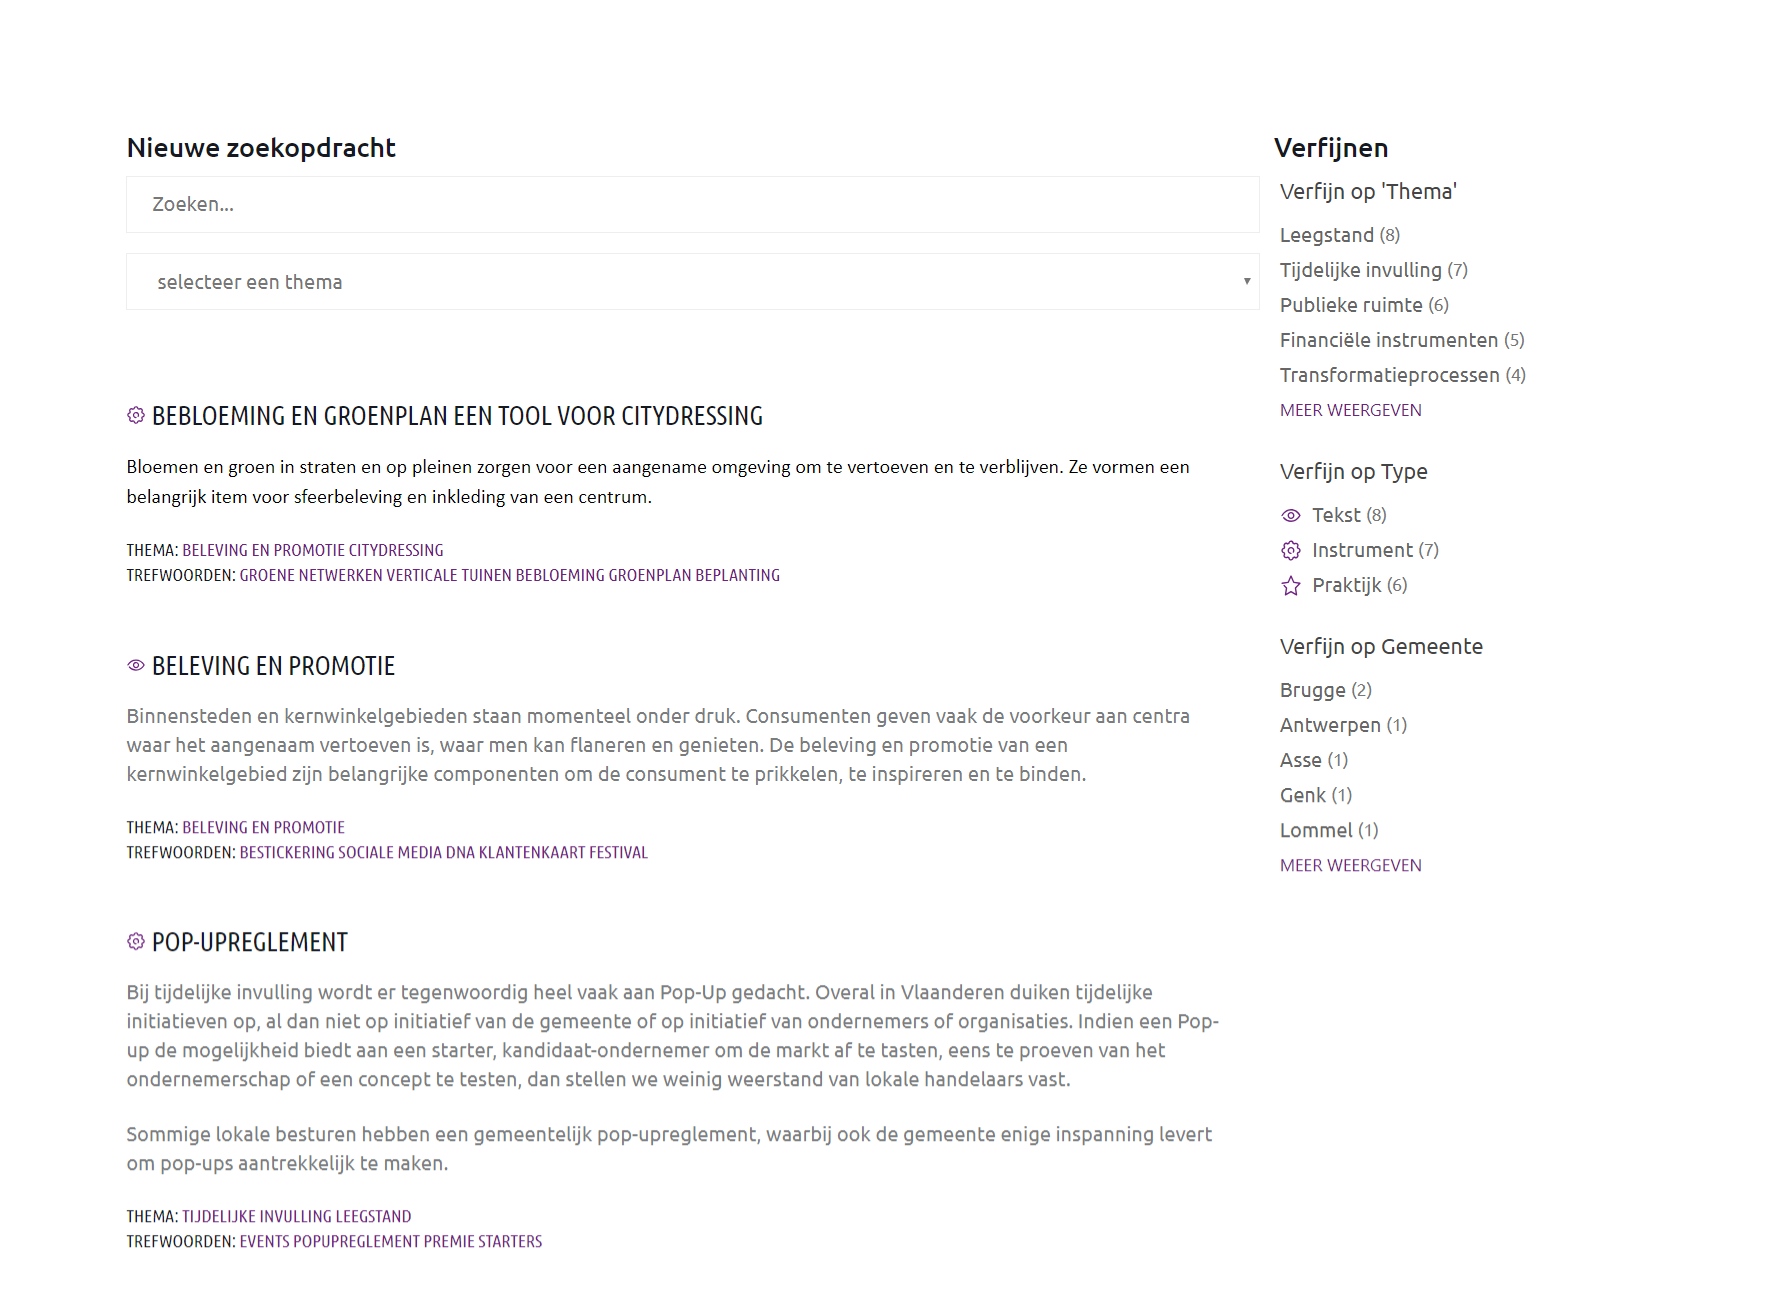 Nieuwe zoekopdracht
Zoeken...
selecteer een thema
BEBLOEMING EN GROENPLAN EEN TOOL VOOR CITYDRESSING
Bloemen en groen in straten en op pleinen zorgen voor een aangename omgeving om te vertoeven en te verblijven. Ze vormen een
belangrijk item voor sfeerbeleving en inkleding van een centrum.
THEMA: BELEVING EN PROMOTIE CITYDRESSING
TREFWOORDEN: GROENE NETWERKEN VERTICALE TUINEN BEBLOEMING GROENPLAN BEPLANTING
BELEVING EN PROMOTIE
Binnensteden en kernwinkelgebieden staan momenteel onder druk. Consumenten geven vaak de voorkeur aan centra
waar het aangenaam vertoeven is, waar men kan flaneren en genieten. De beleving en promotie van een
kernwinkelgebied zijn belangrijke componenten om de consument te prikkelen, te inspireren en te binden.
THEMA: BELEVING EN PROMOTIE
TREFWOORDEN: BESTICKERING SOCIALE MEDIA DNA KLANTENKAART FESTIVAL
POP-UPREGLEMENT
Bij tijdelijke invulling wordt er tegenwoordig heel vaak aan Pop-Up gedacht. Overal in Vlaanderen duiken tijdelijke
initiatieven op, al dan niet op initiatief van de gemeente of op initiatief van ondernemers of organisaties. Indien een Pop-
up de mogelijkheid biedt aan een starter, kandidaat-ondernemer om de markt af te tasten, eens te proeven van het
ondernemerschap of een concept te testen, dan stellen we weinig weerstand van lokale handelaars vast.
Sommige lokale besturen hebben een gemeentelijk pop-upreglement, waarbij ook de gemeente enige inspanning levert
om pop-ups aantrekkelijk te maken.
THEMA: TIJDELIJKE INVULLING LEEGSTAND
TREFWOORDEN: EVENTS POPUPREGLEMENT PREMIE STARTERS
Verfijnen
Verfijn op 'Thema'
Leegstand (8)
Tijdelijke invulling (7)
Publieke ruimte (6)
Financiële instrumenten (5)
Transformatieprocessen (4)
MEER WEERGEVEN
Verfijn op Type
Tekst (8)
Instrument (7)
Praktijk (6)
Verfijn op Gemeente
Brugge (2)
Antwerpen (1)
Asse (1)
Genk (1)
Lommel (1)
MEER WEERGEVEN